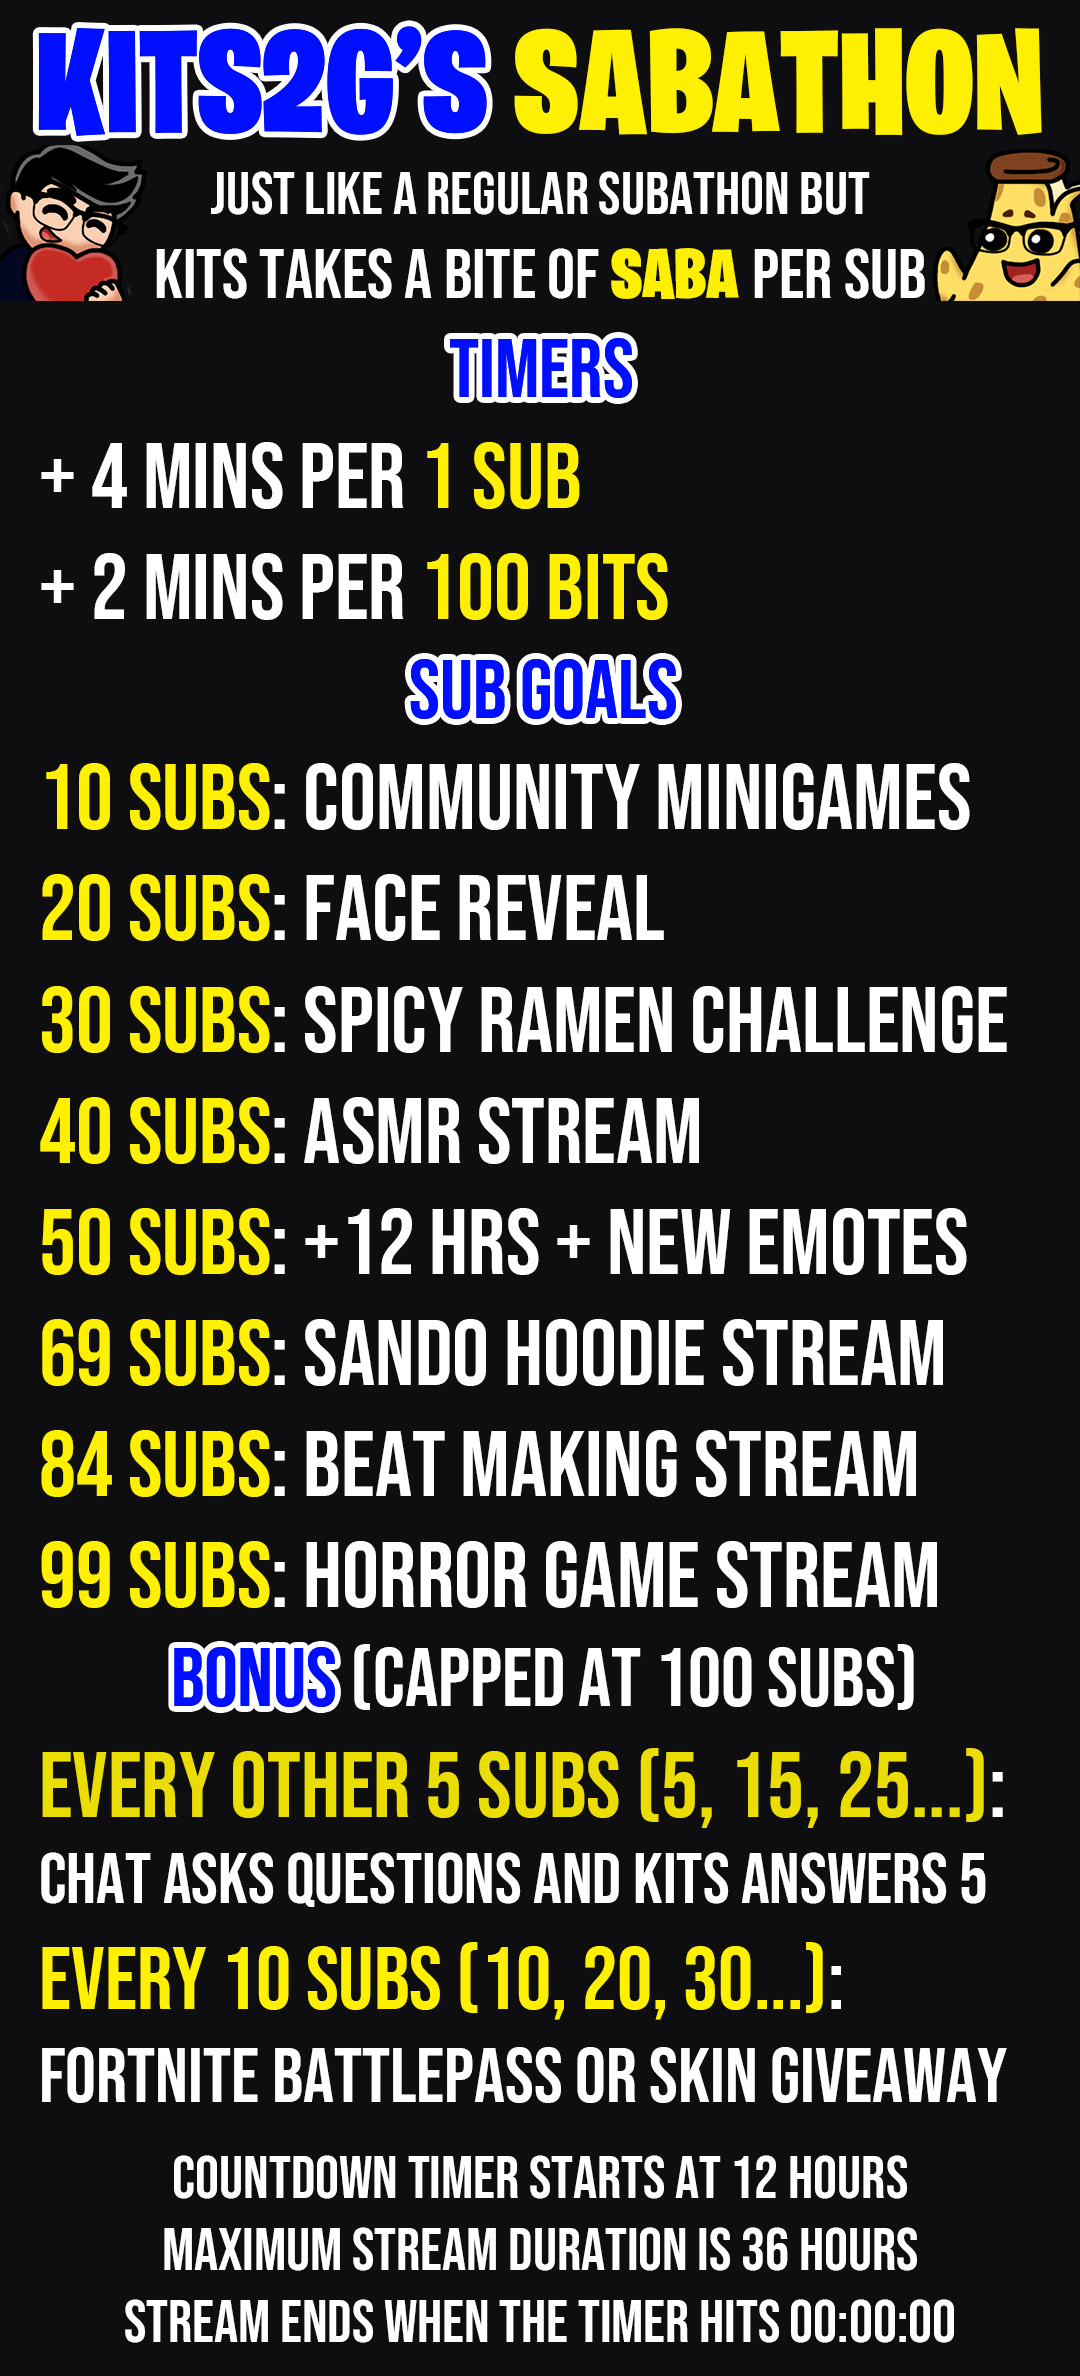 KITS2G'S SABATHON
JUST LIKE A REGULAR SUBATHON BUT
KITS TAKES A BITE OF SABA PER SUB
TIMERS
+ 4 MINS PER 1 SUB
+ 2 MINS PER 100 BITS
SUB GOALS
10 SUBS: COMMUNITY MINIGAMES
20 SUBS: FACE REVEAL
30 SUBS: SPICY RAMEN CHALLENGE
40 SUBS: ASMR STREAM
50 SUBS: +12 HRS + NEW EMOTES
69 SUBS: SANDO HOODIE STREAM
84 SUBS: BEAT MAKING STREAM
99 SUBS: HORROR GAME STREAM
BONUS (CAPPED AT 100 SUBS)
EVERY OTHER 5 SUBS (5, 15, 25...):
CHAT ASKS QUESTIONS AND KITS ANSWERS 5
EVERY 10 SUBS (10, 20, 30...):
FORTNITE BATTLEPASS OR SKIN GIVEAWAY
COUNTDOWN TIMER STARTS AT 12 HOURS
MAXIMUM STREAM DURATION IS 36 HOURS
STREAM ENDS WHEN THE TIMER HITS 00:00:00